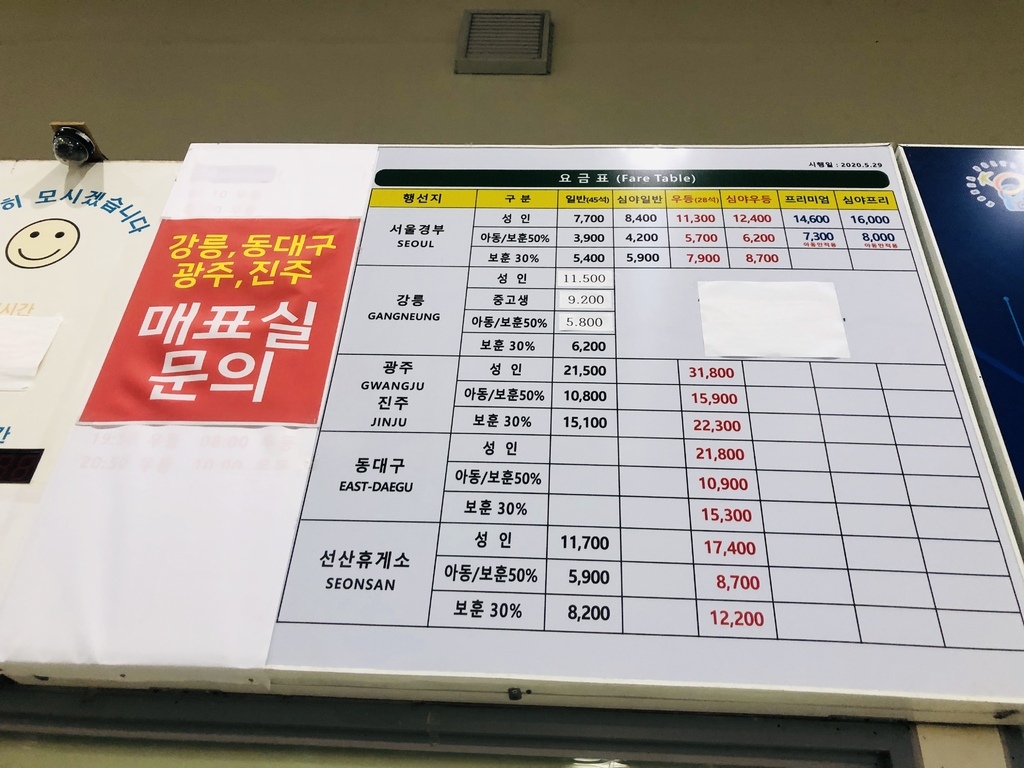 히 모시겠습니다
강릉, 동대구
광주, 진주
매표실
문의
시행일 : 2020.5.29
요금표 (Fare Table)
행선지 구분 일반(45석) 심야일반 우등(28석) 심야우등 프리미엄 심야프리
서울경부 SEOUL
성인 7,700 8,400 11,300 12,400 14,600 16,000
아동/보훈50% 3,900 4,200 5,700 6,200 7,300 8,000
보훈 30% 5,400 5,900 7,900 8,700
강릉 GANGNEUNG
성인 11.500
중고생 9.200
아동/보훈50% 5.800
보훈 30% 6,200
광주 GWANGJU 진주 JINJU
성인 21,500 31,800
아동/보훈50% 10,800 15,900
보훈 30% 15,100 22,300
동대구 EAST-DAEGU
성인 21,800
아동/보훈50% 10,900
보훈 30% 15,300
선산휴게소 SEONSAN
성인 11,700 17,400
아동/보훈50% 5,900 8,700
보훈 30% 8,200 12,200